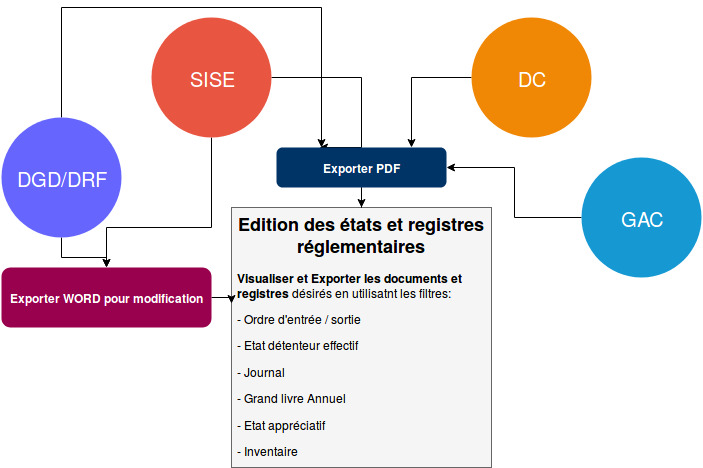 SISE
DC
DGD/DRF
Exporter PDF
GAC
Edition des états et registres
réglementaires
Exporter WORD pour modification
Visualiser et Exporter les documents et
registres désirés en utilisatnt les filtres:
- Ordre d'entrée / sortie
- Etat détenteur effectif
- Journal
- Grand livre Annuel
- Etat appréciatif
- Inventaire